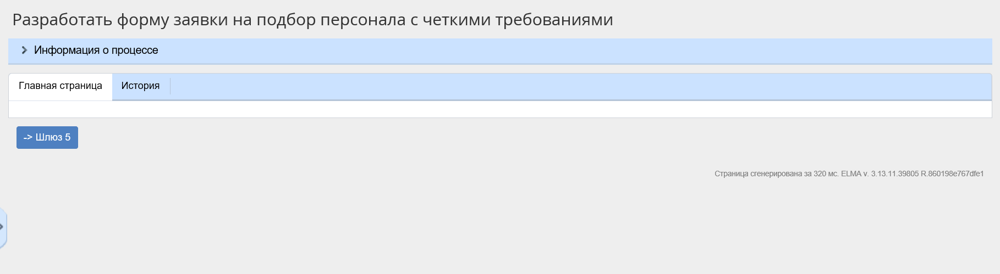 Разработать форму заявки на подбор персонала с четкими требованиями
Информация о процессе
Главная страница История
-> Шлюз 5
Страница сгенерирована за 320 мс. ELMA v. 3.13.11.39805 R.860198e767dfe1